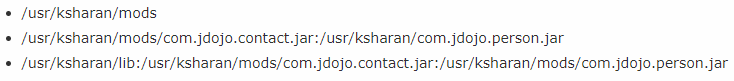 • /usr/ksharan/mods
• /usr/ksharan/mods/com.jdojo.contact.jar:/usr/ksharan/com.jdojo.person.jar
• /usr/ksharan/lib:/usr/ksharan/mods/com.jdojo.contact.jar:/usr/ksharan/mods/com.jdojo.person.jar